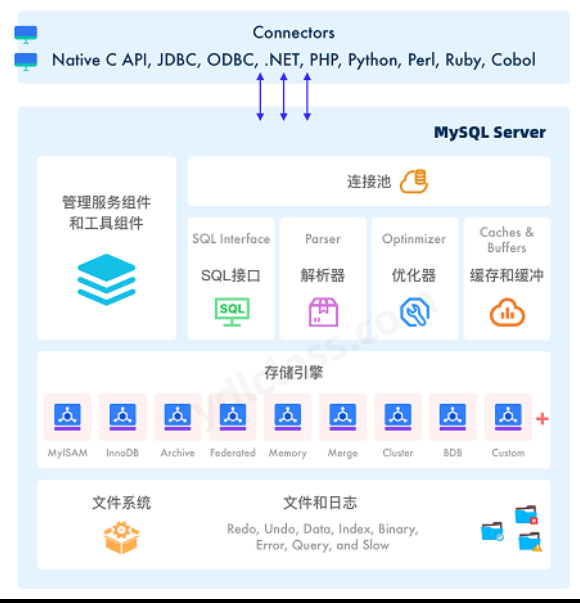 Connectors
Native C API, JDBC, ODBC, .NET, PHP, Python, Perl, Ruby, Cobol
MySQL Server
管理服务组件
和工具组件
连接池
SQL Interface
SQL接口
SQL
Parser
解析器
Optinmizer
优化器
Caches &
Buffers
缓存和缓冲
存储引擎
MyISAM
InnoDB
Archive
Federated
Memory
Merge
Cluster
BDB
Custom
文件系统
文件和日志
Redo, Undo, Data, Index, Binary,
Error, Query, and Slow
ydlclass.com